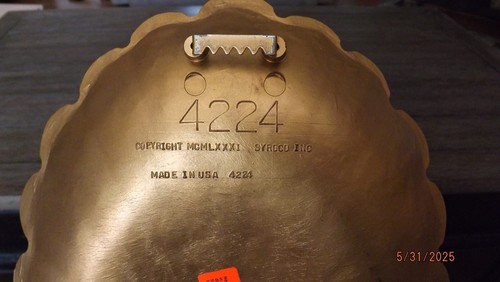 4224
COPYRIGHT MCMLXXXI SYROCO INC
MADE IN USA 4224
5/31/2025